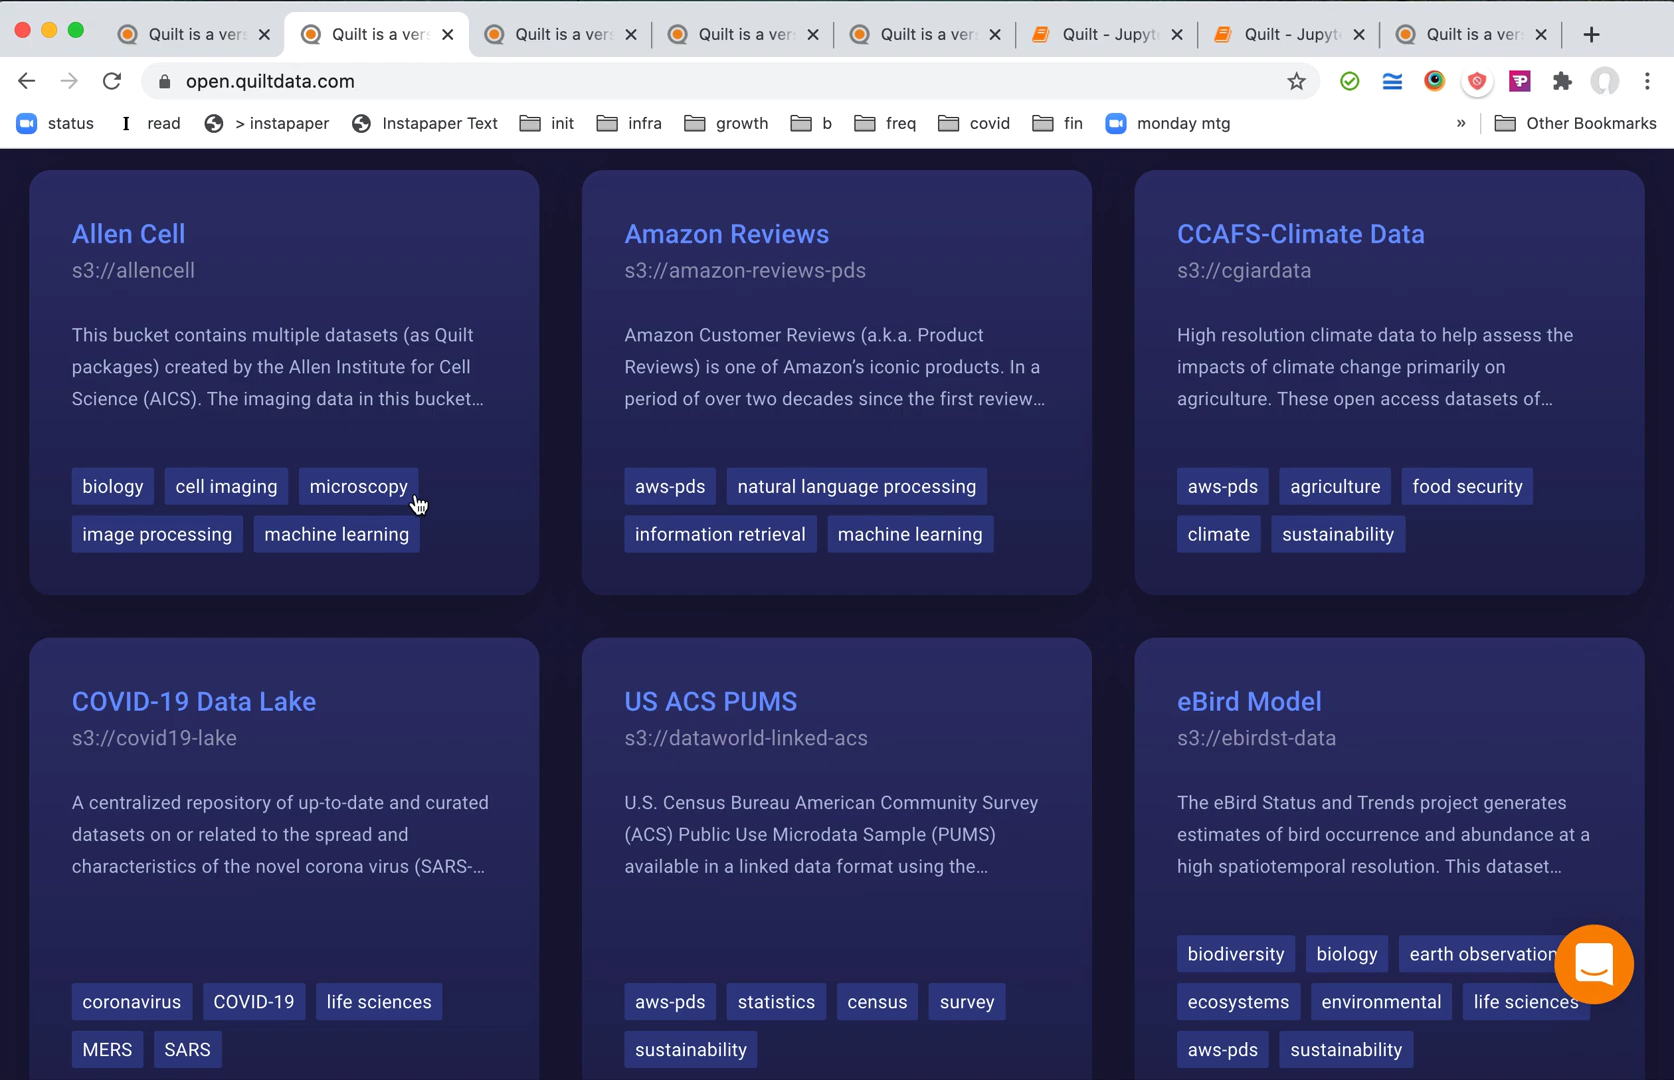 Quilt is a ver
Quilt is a ver
Quilt is a ver
Quilt is a ver
Quilt is a ver
Quilt - Jupyt
Quilt - Jupyt
Quilt is a ver
open.quiltdata.com
status
read
> instapaper
Instapaper Text
init
infra
growth
b
freq
covid
fin
monday mtg
»
Other Bookmarks
Allen Cell
s3://allencell
This bucket contains multiple datasets (as Quilt
packages) created by the Allen Institute for Cell
Science (AICS). The imaging data in this bucket…
biology cell imaging microscopy
image processing machine learning
Amazon Reviews
s3://amazon-reviews-pds
Amazon Customer Reviews (a.k.a. Product
Reviews) is one of Amazon’s iconic products. In a
period of over two decades since the first review…
aws-pds natural language processing
information retrieval machine learning
CCAFS-Climate Data
s3://cgiardata
High resolution climate data to help assess the
impacts of climate change primarily on
agriculture. These open access datasets of…
aws-pds agriculture food security
climate sustainability
COVID-19 Data Lake
s3://covid19-lake
A centralized repository of up-to-date and curated
datasets on or related to the spread and
characteristics of the novel corona virus (SARS-…
coronavirus COVID-19 life sciences
MERS SARS
US ACS PUMS
s3://dataworld-linked-acs
U.S. Census Bureau American Community Survey
(ACS) Public Use Microdata Sample (PUMS)
available in a linked data format using the…
aws-pds statistics census survey
sustainability
eBird Model
s3://ebirdst-data
The eBird Status and Trends project generates
estimates of bird occurrence and abundance at a
high spatiotemporal resolution. This dataset…
biodiversity biology earth observation
ecosystems environmental life sciences
aws-pds sustainability